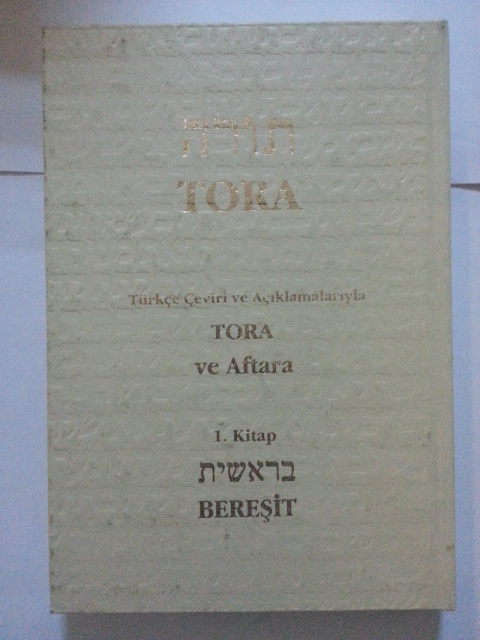 תורה
TORA
Türkçe Çeviri ve Açıklamalarıyla
TORA
ve Aftara
1. Kitap
בראשית
BEREŞİT